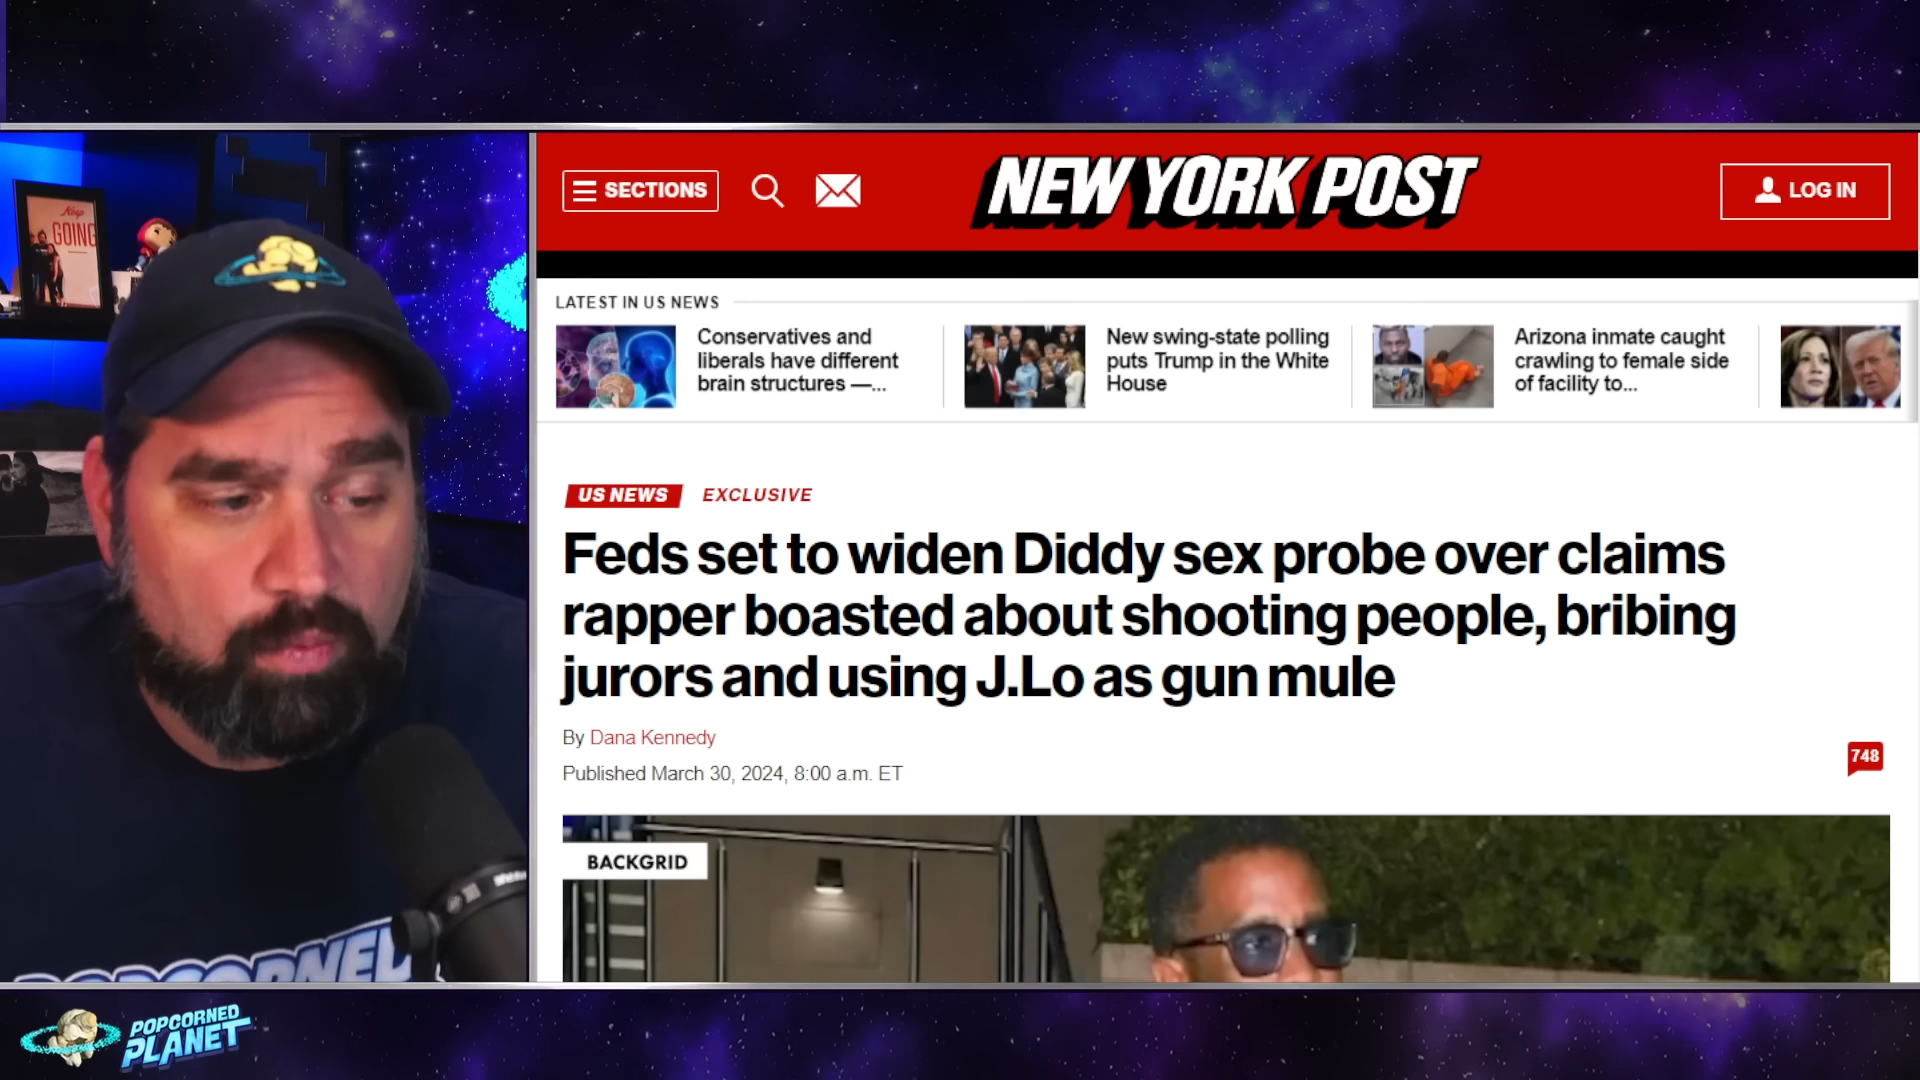 Keep
GOING
SECTIONS
NEW YORK POST
LOG IN
LATEST IN US NEWS
Conservatives and
liberals have different
brain structures —...
New swing-state polling
puts Trump in the White
House
Arizona inmate caught
crawling to female side
of facility to...
US NEWS EXCLUSIVE
Feds set to widen Diddy sex probe over claims
rapper boasted about shooting people, bribing
jurors and using J.Lo as gun mule
By Dana Kennedy
748
Published March 30, 2024, 8:00 a.m. ET
BACKGRID
POPCORNED
POPCORNED
PLANET